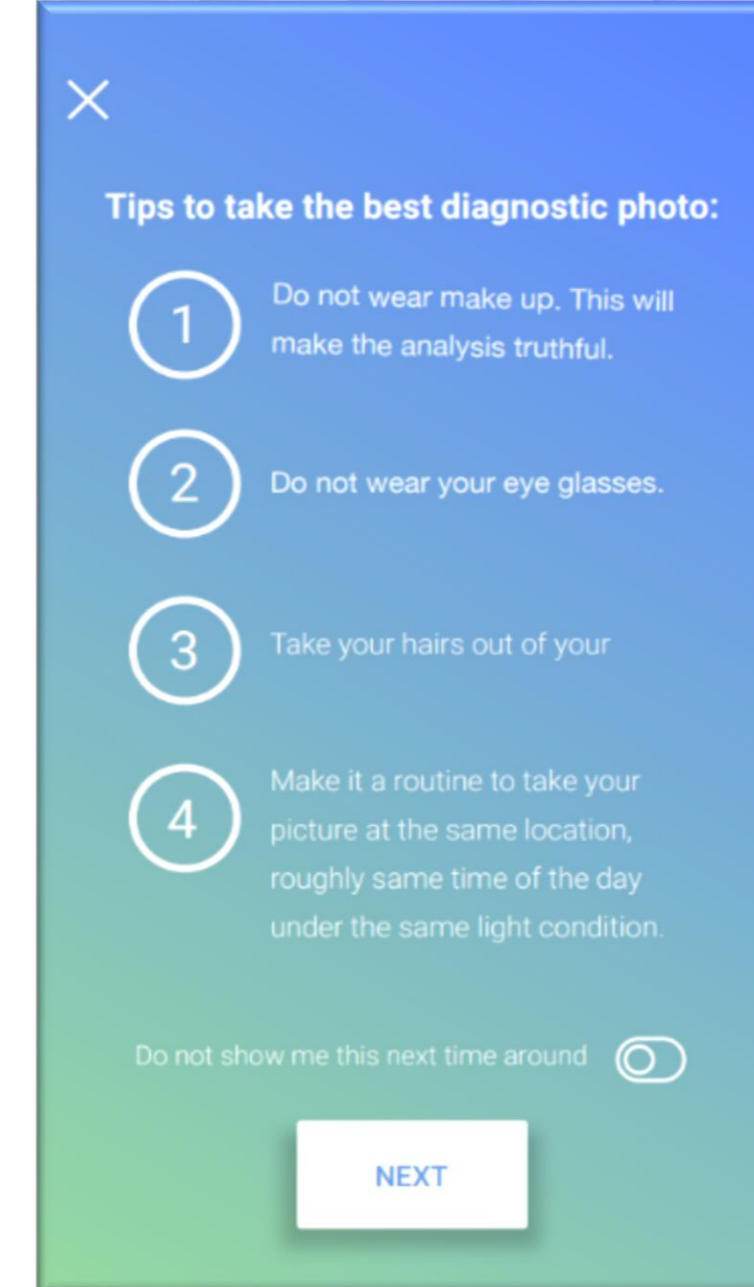 Tips to take the best diagnostic photo:
1
Do not wear make up. This will
make the analysis truthful.
2
Do not wear your eye glasses.
3
Take your hairs out of your
4
Make it a routine to take your
picture at the same location,
roughly same time of the day
under the same light condition.
Do not show me this next time around
NEXT